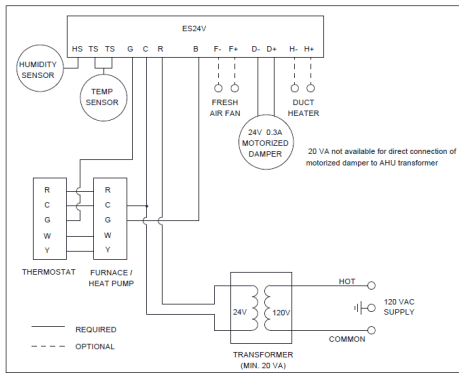 ES24V
HS TS TS G C R B F- F+ D- D+ H- H+
HUMIDITY
SENSOR
TEMP
SENSOR
FRESH
AIR FAN
DUCT
HEATER
24V 0.3A
MOTORIZED
DAMPER
20 VA not available for direct connection of
motorized damper to AHU transformer
R R
C C
G G
W W
Y Y
THERMOSTAT
FURNACE /
HEAT PUMP
HOT
24V 120V
120 VAC
SUPPLY
COMMON
REQUIRED
OPTIONAL
TRANSFORMER
(MIN. 20 VA)